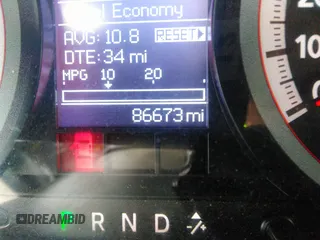 l Economy
AVG: 10.8 RESET
DTE: 34 mi
MPG 10 20
86673 mi
R N D -/+
DREAMBID